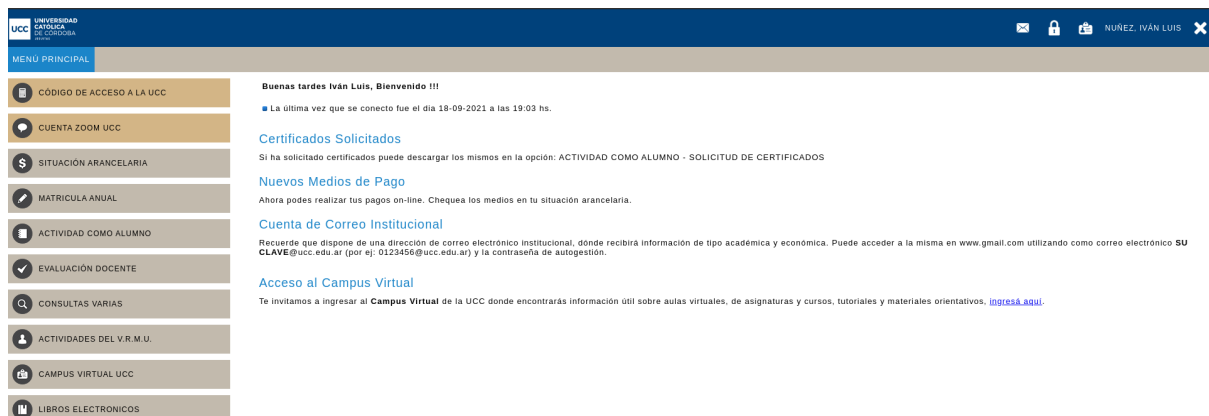 UCC
UNIVERSIDAD
CATÓLICA
DE CÓRDOBA
NUÑEZ, IVÁN LUIS
MENÚ PRINCIPAL
CÓDIGO DE ACCESO A LA UCC
CUENTA ZOOM UCC
SITUACIÓN ARANCELARIA
MATRICULA ANUAL
ACTIVIDAD COMO ALUMNO
EVALUACIÓN DOCENTE
CONSULTAS VARIAS
ACTIVIDADES DEL V.R.M.U.
CAMPUS VIRTUAL UCC
LIBROS ELECTRONICOS
Buenas tardes Iván Luis, Bienvenido !!!
La última vez que se conecto fue el dia 18-09-2021 a las 19:03 hs.
Certificados Solicitados
Si ha solicitado certificados puede descargar los mismos en la opción: ACTIVIDAD COMO ALUMNO - SOLICITUD DE CERTIFICADOS
Nuevos Medios de Pago
Ahora podes realizar tus pagos on-line. Chequea los medios en tu situación arancelaria.
Cuenta de Correo Institucional
Recuerde que dispone de una dirección de correo electrónico institucional, dónde recibirá información de tipo académica y económica. Puede acceder a la misma en www.gmail.com utilizando como correo electrónico SU
CLAVE@ucc.edu.ar (por ej: 0123456@ucc.edu.ar) y la contraseña de autogestión.
Acceso al Campus Virtual
Te invitamos a ingresar al Campus Virtual de la UCC donde encontrarás información útil sobre aulas virtuales, de asignaturas y cursos, tutoriales y materiales orientativos, ingresá aquí.